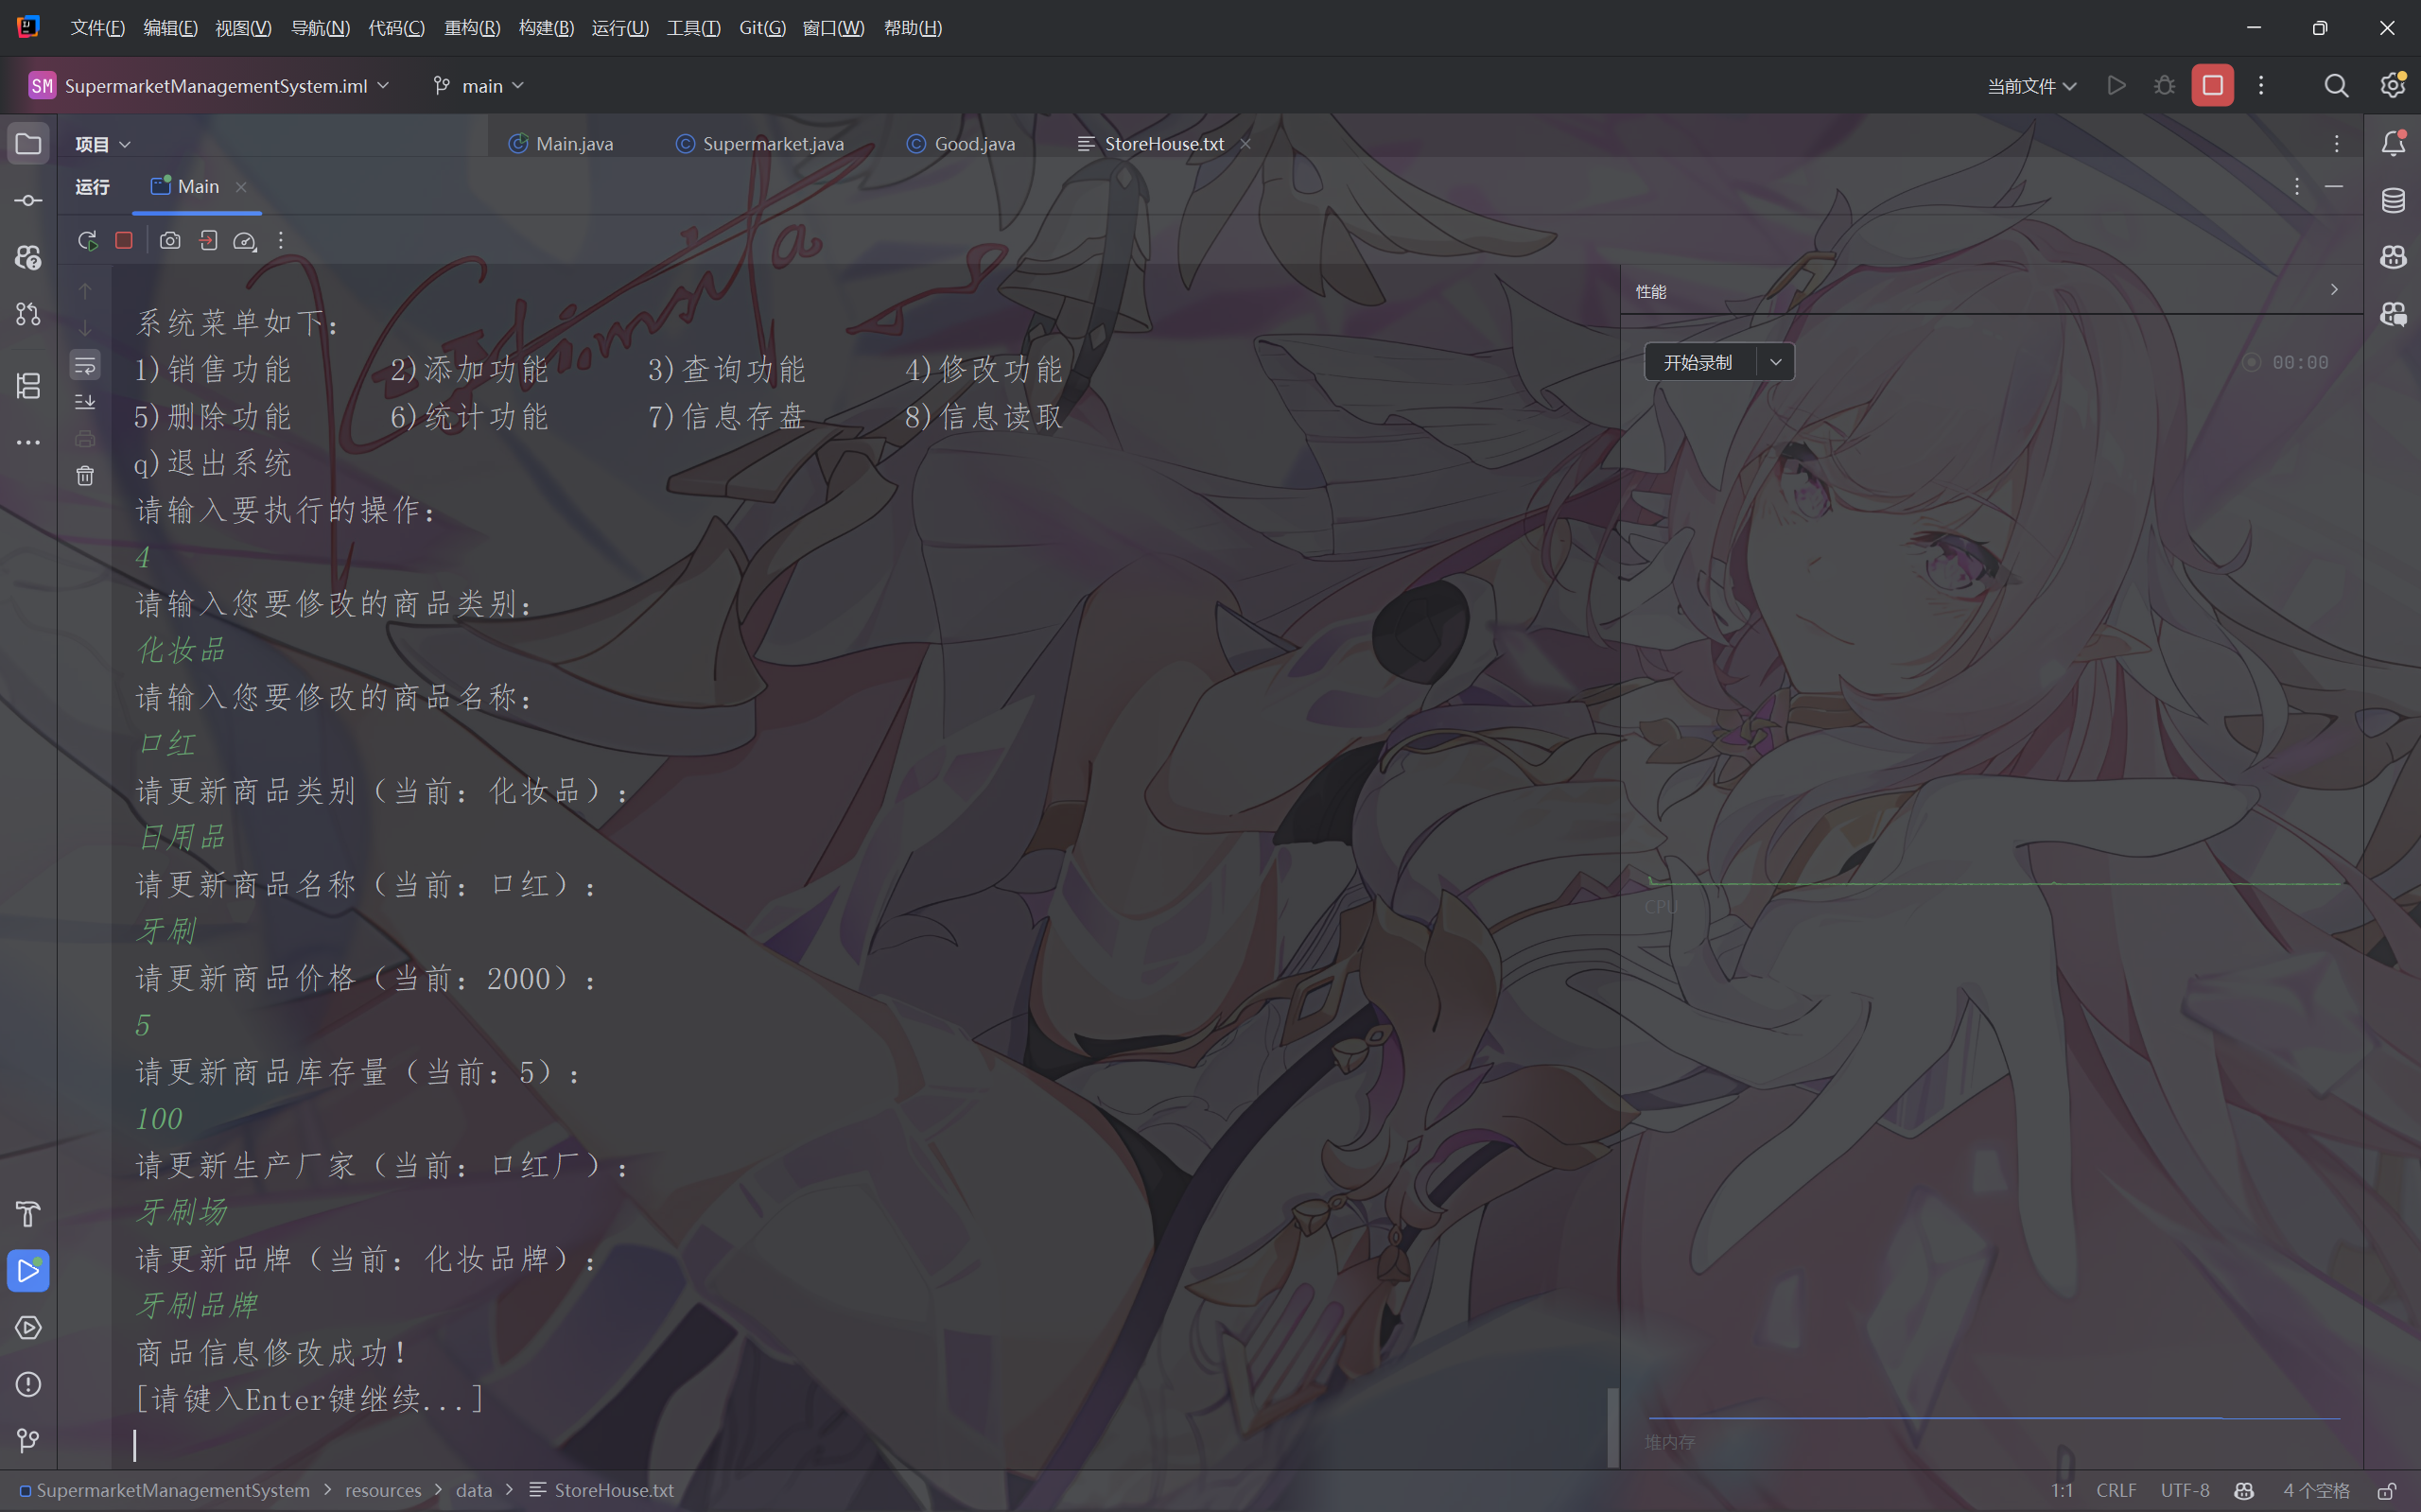 文件(F) 编辑(E) 视图(V) 导航(N) 代码(C) 重构(R) 构建(B) 运行(U) 工具(T) Git(G) 窗口(W) 帮助(H)
SM SupermarketManagementSystem.iml main 当前文件
项目 Main.java Supermarket.java Good.java StoreHouse.txt
运行 Main
系统菜单如下：
1)销售功能 2)添加功能 3)查询功能 4)修改功能
5)删除功能 6)统计功能 7)信息存盘 8)信息读取
q)退出系统
请输入要执行的操作：
4
请输入您要修改的商品类别：
化妆品
请输入您要修改的商品名称：
口红
请更新商品类别（当前：化妆品）：
日用品
请更新商品名称（当前：口红）：
牙刷
请更新商品价格（当前：2000）：
5
请更新商品库存量（当前：5）：
100
请更新生产厂家（当前：口红厂）：
牙刷场
请更新品牌（当前：化妆品牌）：
牙刷品牌
商品信息修改成功！
[请键入Enter键继续...]
性能
开始录制 00:00
CPU
堆内存
SupermarketManagementSystem > resources > data > StoreHouse.txt 1:1 CRLF UTF-8 4 个空格